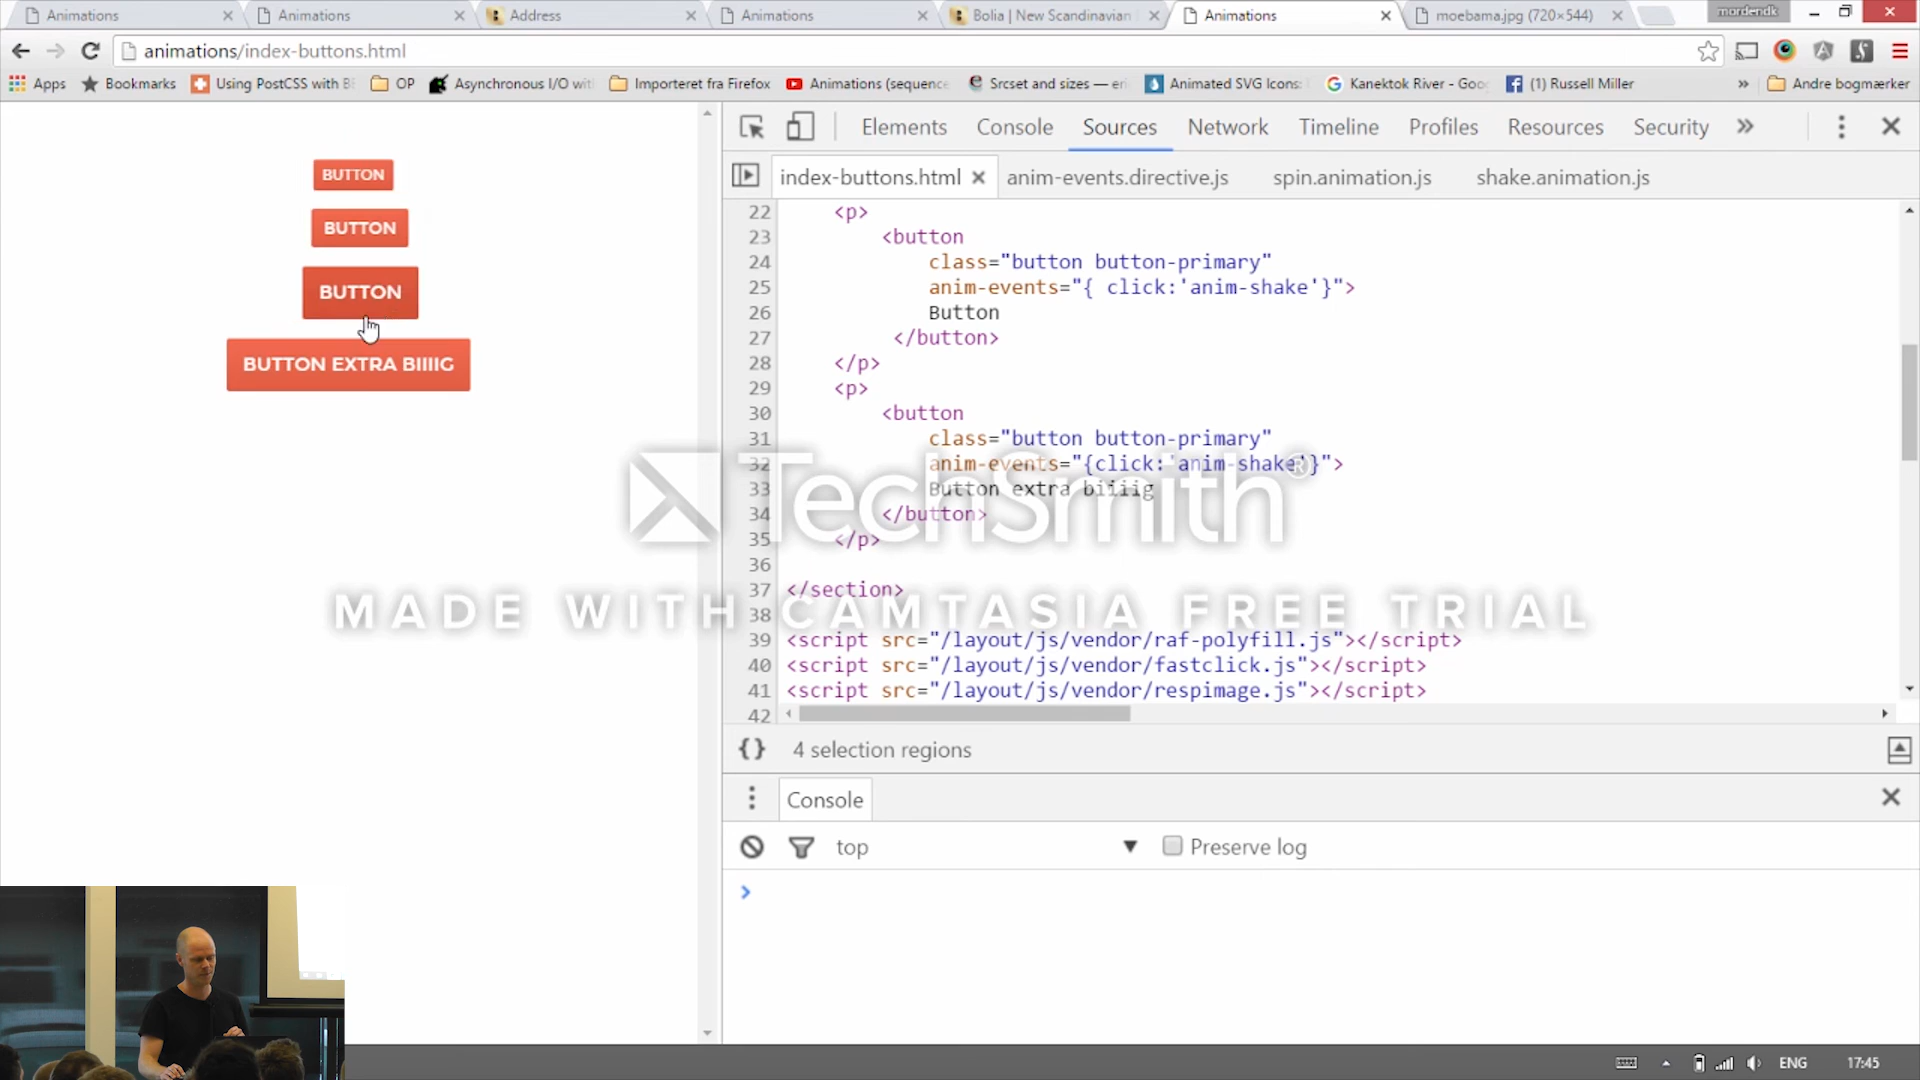 Animations
Animations
Address
Animations
Bolia | New Scandinavian
Animations
moebama.jpg (720×544)
mordendk
animations/index-buttons.html
Apps
Bookmarks
Using PostCSS with BE
OP
Asynchronous I/O with
Importeret fra Firefox
Animations (sequence
Srcset and sizes — eri
Animated SVG Icons:
Kanektok River - Goo
(1) Russell Miller
»
Andre bogmærker
BUTTON
BUTTON
BUTTON
BUTTON EXTRA BIIIIG
Elements
Console
Sources
Network
Timeline
Profiles
Resources
Security
»
index-buttons.html
anim-events.directive.js
spin.animation.js
shake.animation.js
22 <p>
23 <button
24 class="button button-primary"
25 anim-events="{ click:'anim-shake'}">
26 Button
27 </button>
28 </p>
29 <p>
30 <button
31 class="button button-primary"
32 anim-events="{click:'anim-shake'}">
33 Button extra biiiig
34 </button>
35 </p>
36
37 </section>
38
39 <script src="/layout/js/vendor/raf-polyfill.js"></script>
40 <script src="/layout/js/vendor/fastclick.js"></script>
41 <script src="/layout/js/vendor/respimage.js"></script>
42
TechSmith®
MADE WITH CAMTASIA FREE TRIAL
{} 4 selection regions
Console
top
Preserve log
ENG
17:45